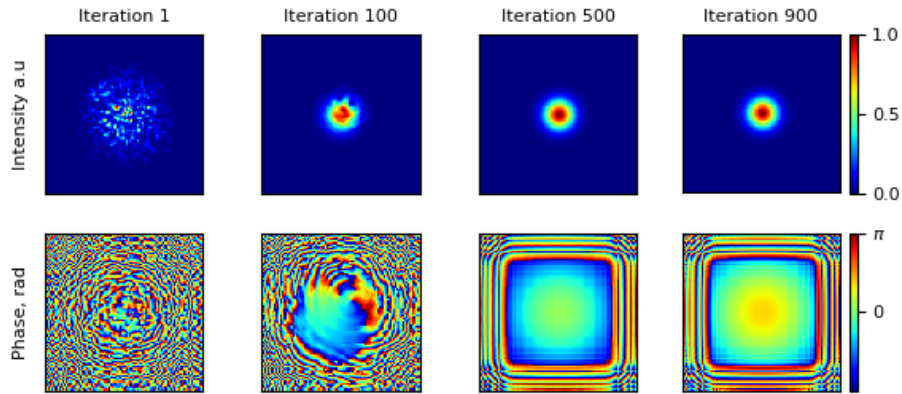 Iteration 1
Iteration 100
Iteration 500
Iteration 900
Intensity a.u
1.0
0.5
0.0
Phase, rad
π
0